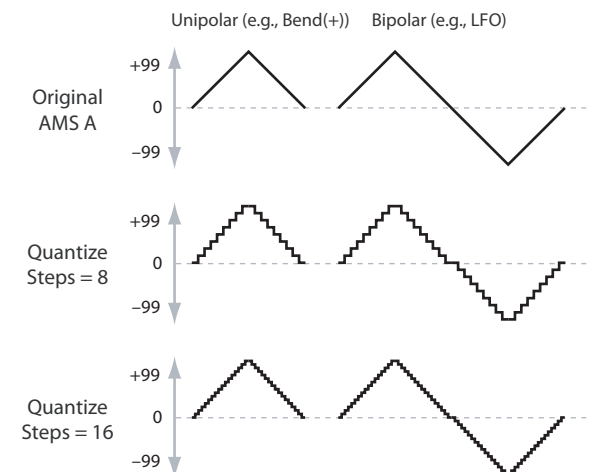 Unipolar (e.g., Bend(+)) Bipolar (e.g., LFO)
Original
AMS A
+99
0
–99
Quantize
Steps = 8
+99
0
–99
Quantize
Steps = 16
+99
0
–99